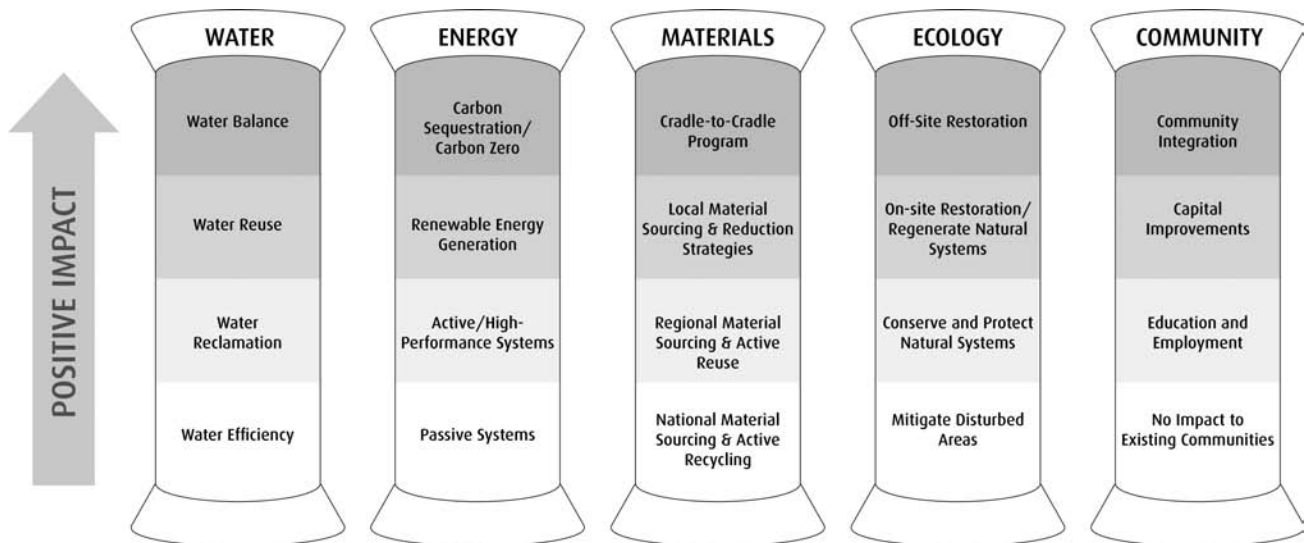 POSITIVE IMPACT
WATER
Water Balance
Water Reuse
Water
Reclamation
Water Efficiency
ENERGY
Carbon
Sequestration/
Carbon Zero
Renewable Energy
Generation
Active/High-
Performance Systems
Passive Systems
MATERIALS
Cradle-to-Cradle
Program
Local Material
Sourcing & Reduction
Strategies
Regional Material
Sourcing & Active
Reuse
National Material
Sourcing & Active
Recycling
ECOLOGY
Off-Site Restoration
On-site Restoration/
Regenerate Natural
Systems
Conserve and Protect
Natural Systems
Mitigate Disturbed
Areas
COMMUNITY
Community
Integration
Capital
Improvements
Education and
Employment
No Impact to
Existing Communities